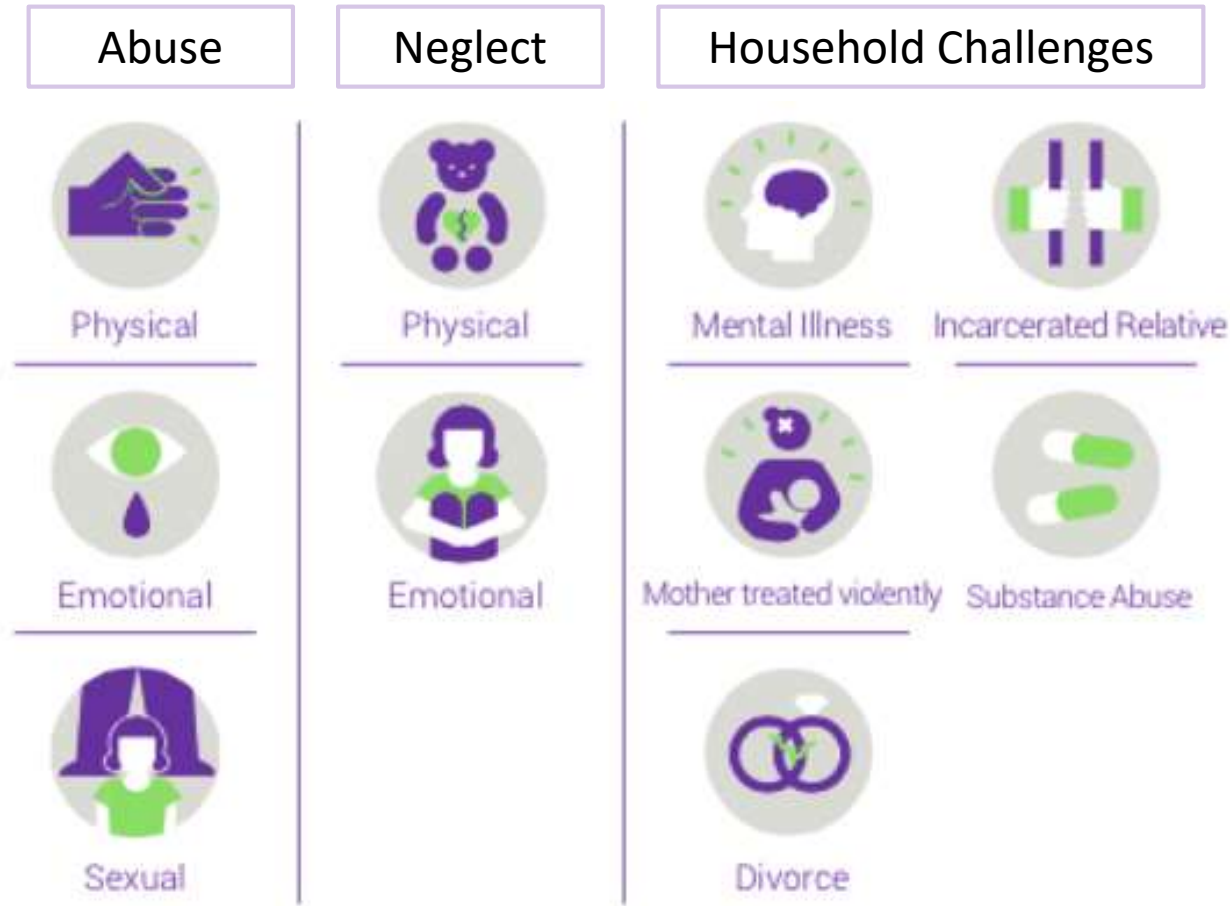 Abuse
Neglect
Household Challenges
Physical
Physical
Mental Illness
Incarcerated Relative
Emotional
Emotional
Mother treated violently
Substance Abuse
Sexual
Divorce